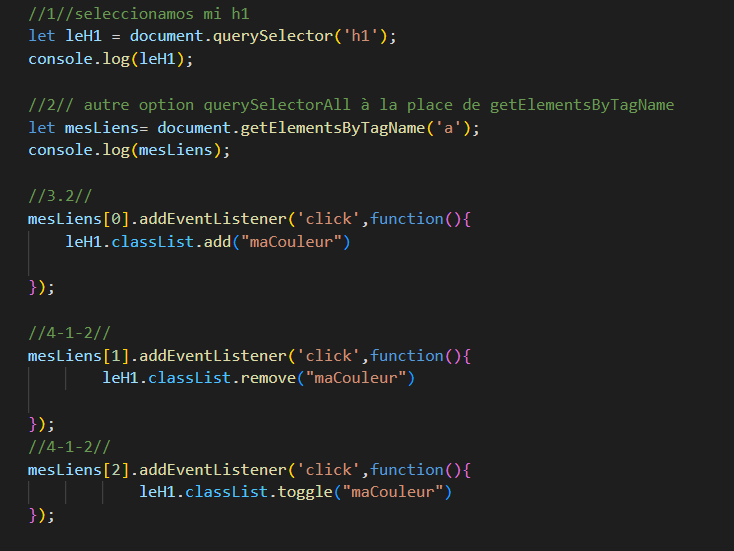 //1//seleccionamos mi h1
let leH1 = document.querySelector('h1');
console.log(leH1);
//2// autre option querySelectorAll à la place de getElementsByTagName
let mesLiens= document.getElementsByTagName('a');
console.log(mesLiens);
//3.2//
mesLiens[0].addEventListener('click',function(){
leH1.classList.add("maCouleur")
});
//4-1-2//
mesLiens[1].addEventListener('click',function(){
leH1.classList.remove("maCouleur")
});
//4-1-2//
mesLiens[2].addEventListener('click',function(){
leH1.classList.toggle("maCouleur")
});